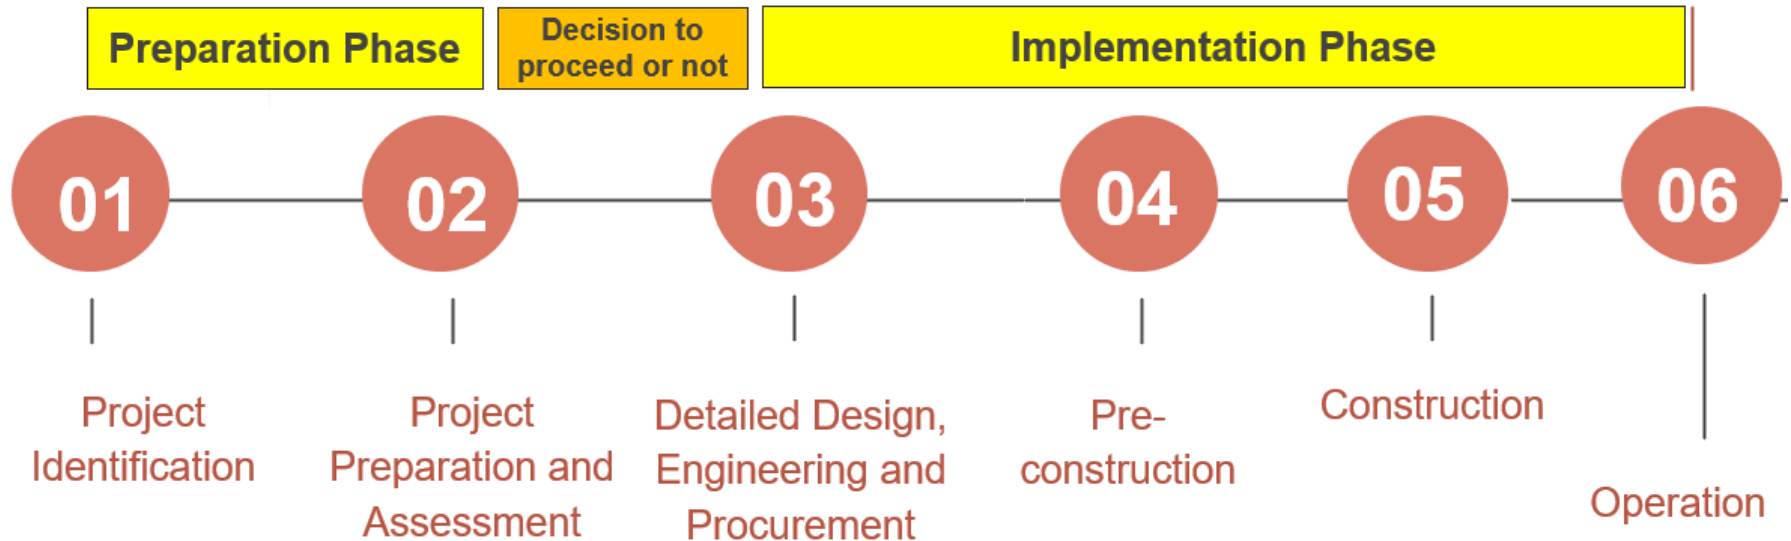 Preparation Phase
Decision to
proceed or not
Implementation Phase
01
02
03
04
05
06
Project
Identification
Project
Preparation and
Assessment
Detailed Design,
Engineering and
Procurement
Pre-
construction
Construction
Operation